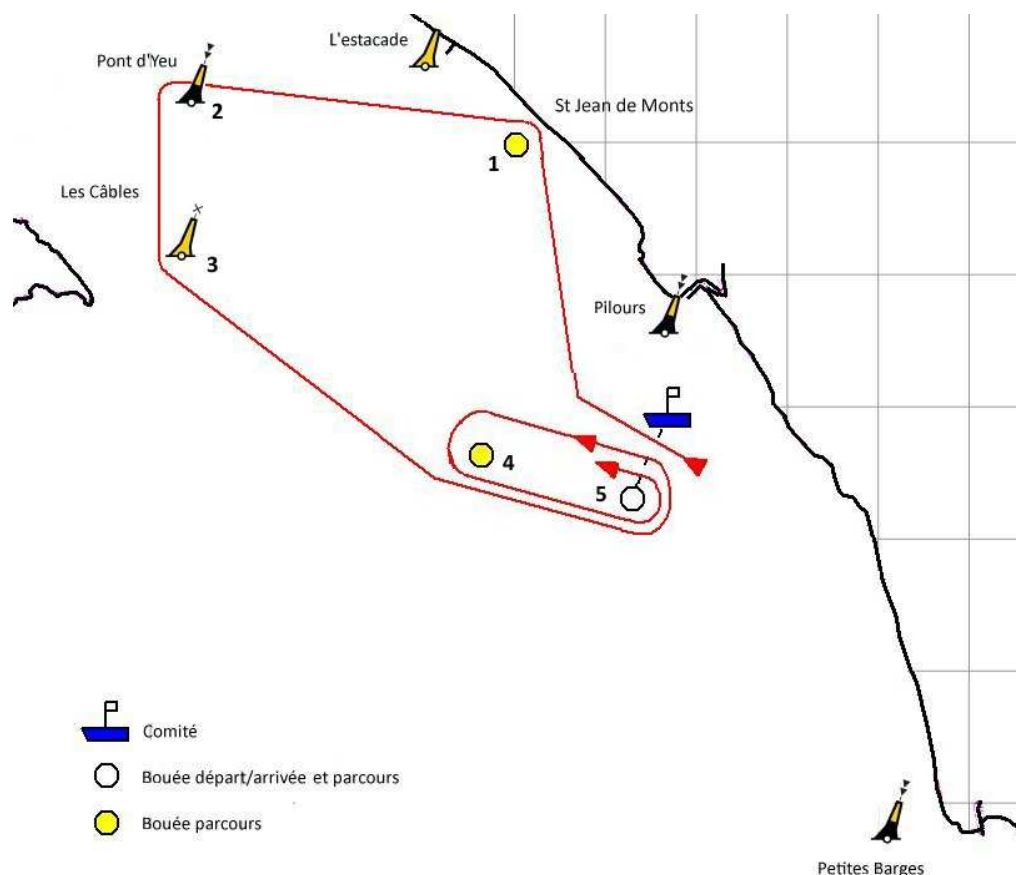 L'estacade
Pont d'Yeu
2
St Jean de Monts
1
Les Câbles
3
Pilours
4
5
Comité
Bouée départ/arrivée et parcours
Bouée parcours
Petites Barges